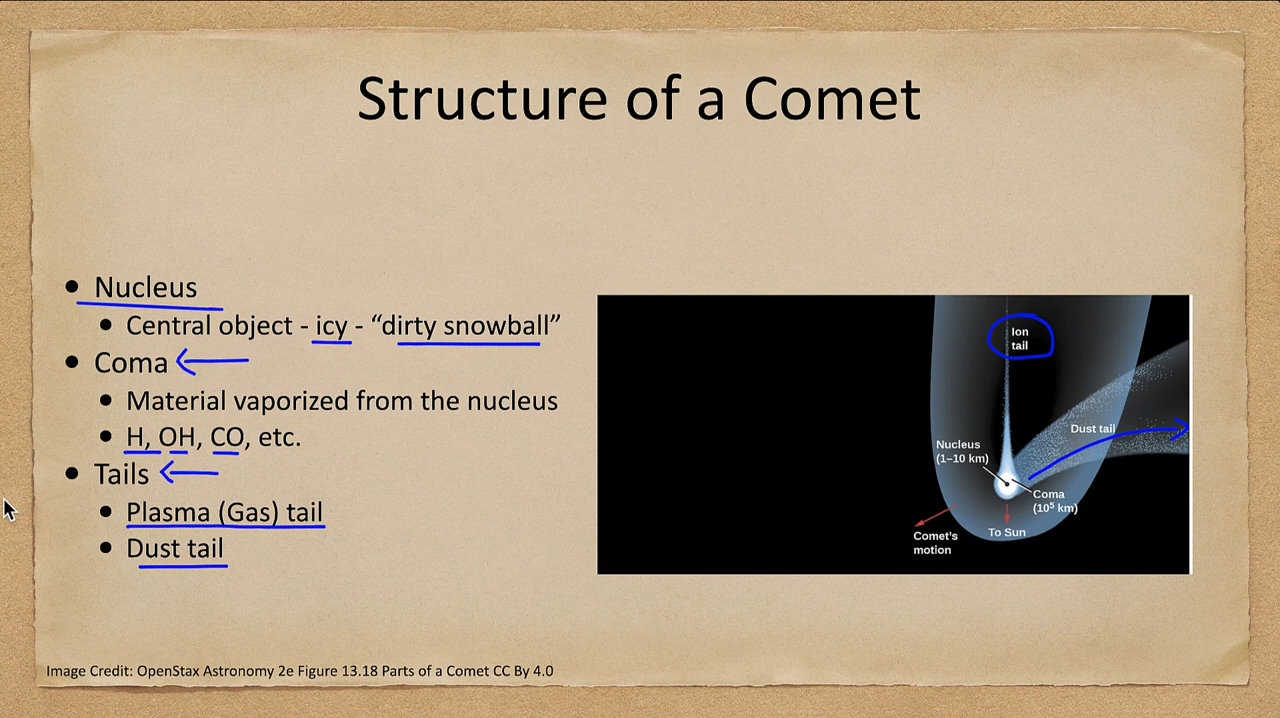 Structure of a Comet
• Nucleus
• Central object - icy - “dirty snowball”
• Coma
• Material vaporized from the nucleus
• H, OH, CO, etc.
• Tails
• Plasma (Gas) tail
• Dust tail
Ion
tail
Dust tail
Nucleus
(1–10 km)
Coma
(10⁵ km)
To Sun
Comet's
motion
Image Credit: OpenStax Astronomy 2e Figure 13.18 Parts of a Comet CC By 4.0